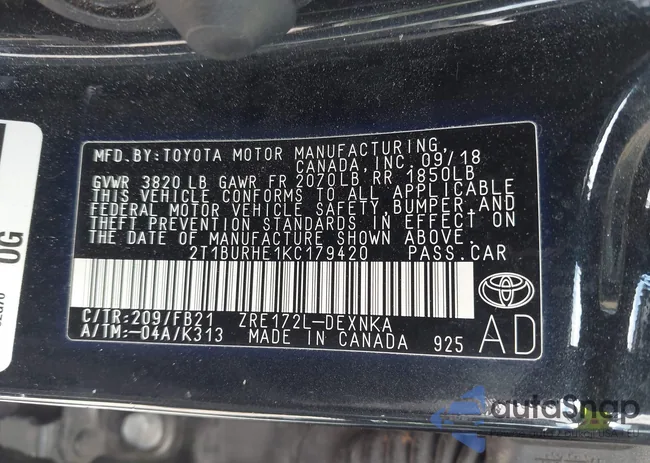 MFD.BY:TOYOTA MOTOR MANUFACTURING,
CANADA, INC. 09/18
GVWR 3820 LB GAWR FR 2070LB RR 1850LB
THIS VEHICLE CONFORMS TO ALL APPLICABLE
FEDERAL MOTOR VEHICLE SAFETY, BUMPER, AND
THEFT PREVENTION STANDARDS IN EFFECT ON
THE DATE OF MANUFACTURE SHOWN ABOVE.
2T1BURHE1KC179420 PASS.CAR
C/TR:209/FB21 ZRE172L-DEXNKA
A/TM:-04A/K313 MADE IN CANADA 925 AD
OG
autoSnap